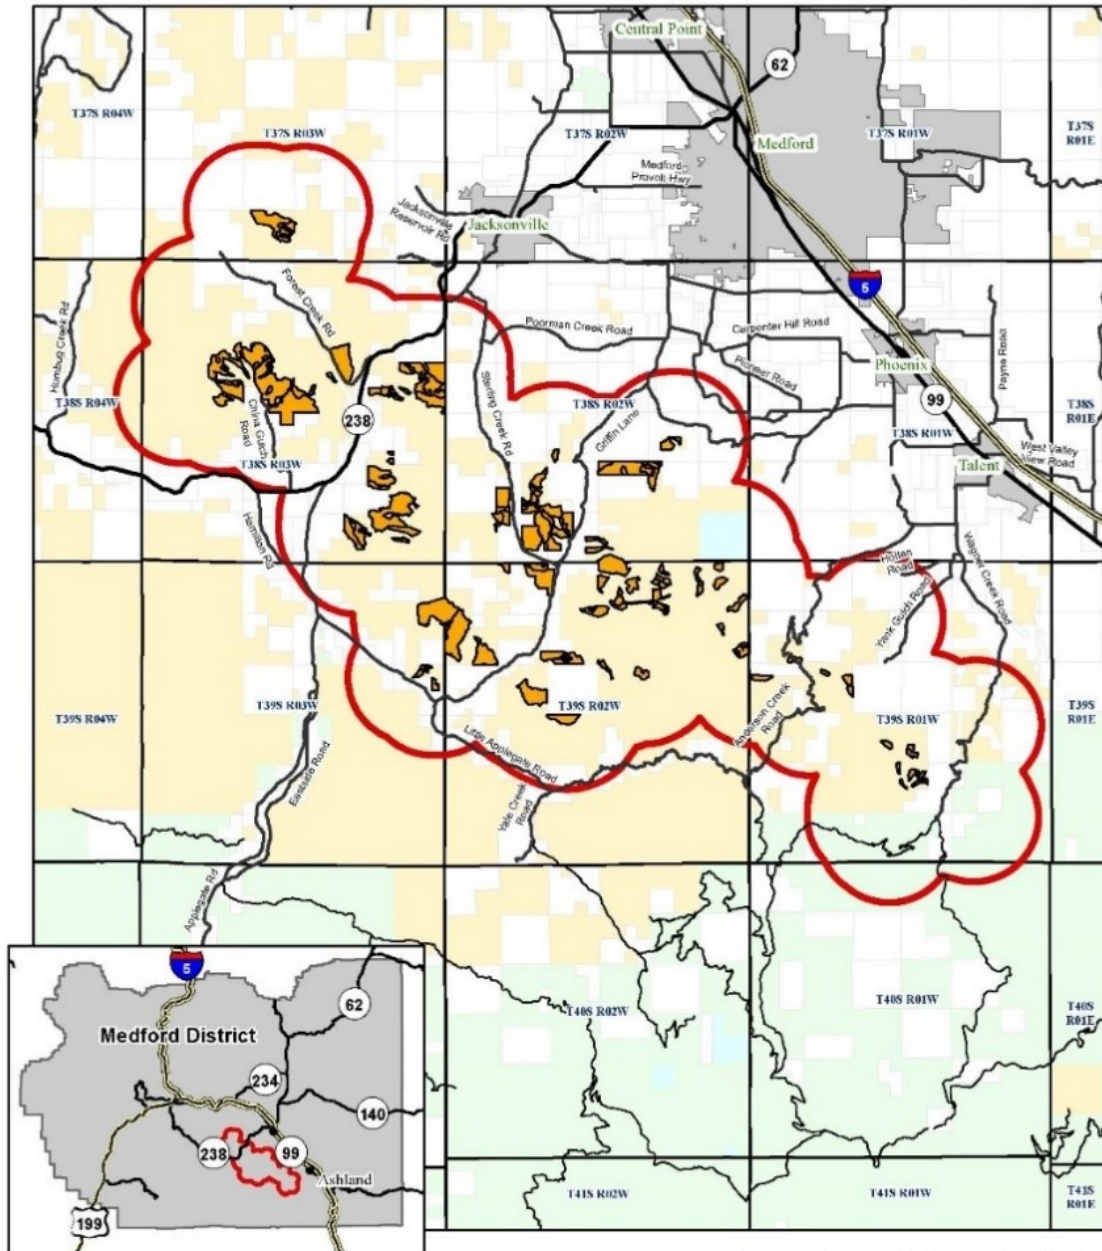 Central Point
62
T37S R04W
T37S R03W
T37S R02W
T37S R01W
T37S
R01E
Medford
Medford
Provolt Hwy
Jacksonville
Reservoir Rd
Jacksonville
Forest Creek Rd
5
Humbug Creek Rd
Poorman Creek Road
Carpenter Hill Road
Pioneer Road
Phoenix
Payne Road
99
T38S R04W
China Gulch
Road
238
Sterling Creek Rd
T38S R02W
Griffin Lane
T38S R01W
T38S
R01E
T38S R03W
West Valley
View Road
Talent
Hamilton Rd
Holten
Road
Wagner Creek Road
Yank Gulch Road
T39S R04W
T39S R03W
T39S R02W
T39S R01W
T39S
R01E
Anderson Creek
Road
Little Applegate Road
Eastside Road
Yale Creek
Road
Applegate Rd
T40S R02W
T40S R01W
T40S
R01E
T41S R02W
T41S R01W
T41S
R01E
5
62
Medford District
234
140
238
99
Ashland
199